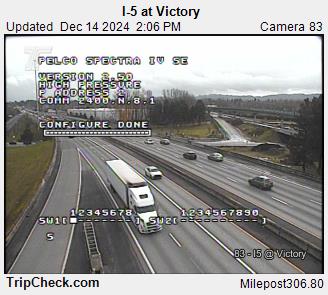 I-5 at Victory
Updated Dec 14 2024 2:06 PM Camera 83
PELCO SPECTRA IV SE
VERSION 2.50
HIGH PRESSURE
F ADDRESS 1
COMM 2400.N.8.1
CONFIGURE DONE
12345678 1234567890
SW1 SW2
S
83 - I5 @ Victory
TripCheck.com Milepost306.80